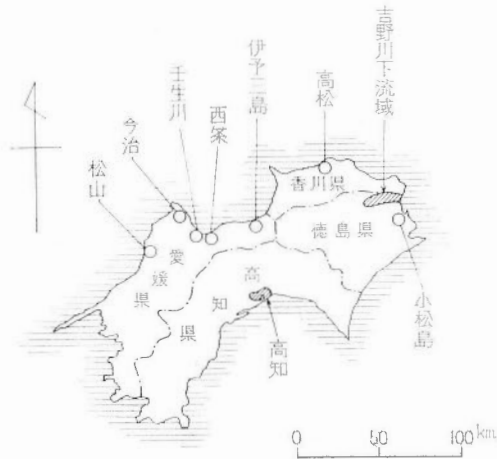 吉野川下流域
高松
伊予三島
西条
壬生川
今治
松山
香川県
徳島県
愛媛県
高知県
高知
小松島
0 50 100 km